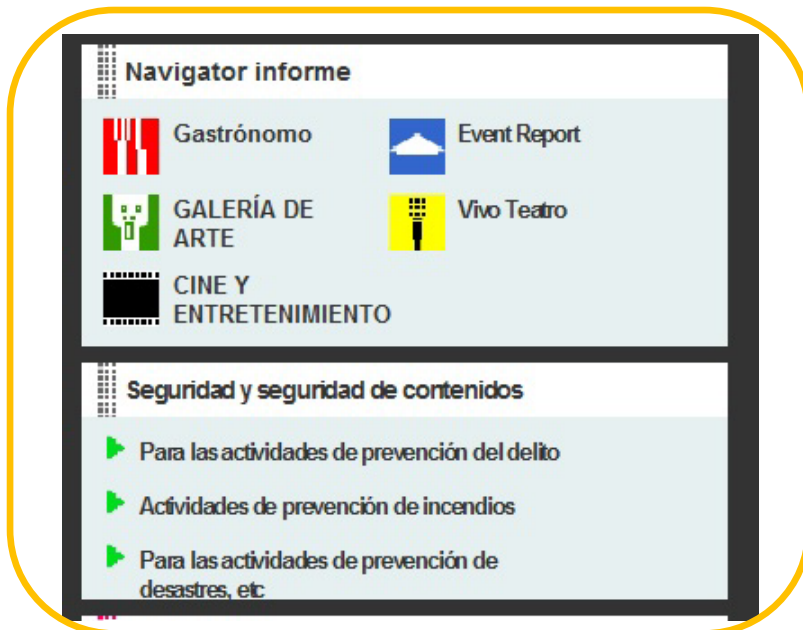 Navigator informe
Gastrónomo
Event Report
GALERÍA DE
ARTE
Vivo Teatro
CINE Y
ENTRETENIMIENTO
Seguridad y seguridad de contenidos
Para las actividades de prevención del delito
Actividades de prevención de incendios
Para las actividades de prevención de
desastres, etc